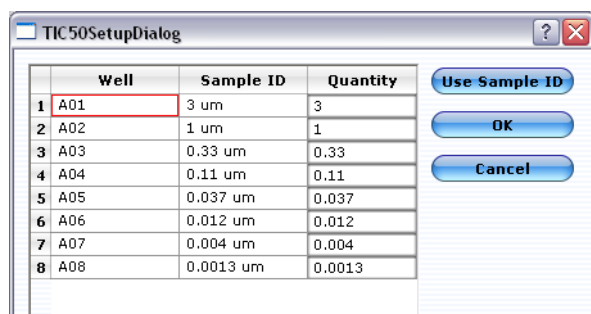 TIC50SetupDialog
Well Sample ID Quantity
1 A01 3 um 3
2 A02 1 um 1
3 A03 0.33 um 0.33
4 A04 0.11 um 0.11
5 A05 0.037 um 0.037
6 A06 0.012 um 0.012
7 A07 0.004 um 0.004
8 A08 0.0013 um 0.0013
Use Sample ID
OK
Cancel